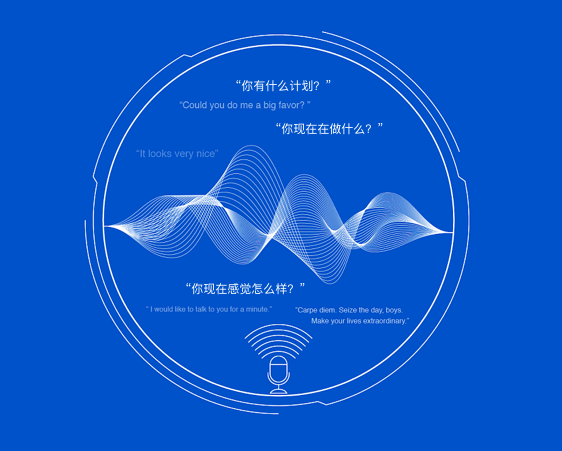 “你有什么计划？”
“Could you do me a big favor? ”
“你现在在做什么？”
“It looks very nice”
“你现在感觉怎么样？”
“ I would like to talk to you for a minute.”
“Carpe diem. Seize the day, boys.
Make your lives extraordinary.”